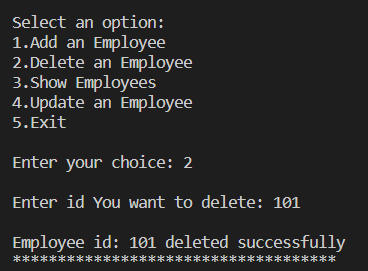 Select an option:
1.Add an Employee
2.Delete an Employee
3.Show Employees
4.Update an Employee
5.Exit
Enter your choice: 2
Enter id You want to delete: 101
Employee id: 101 deleted successfully
************************************